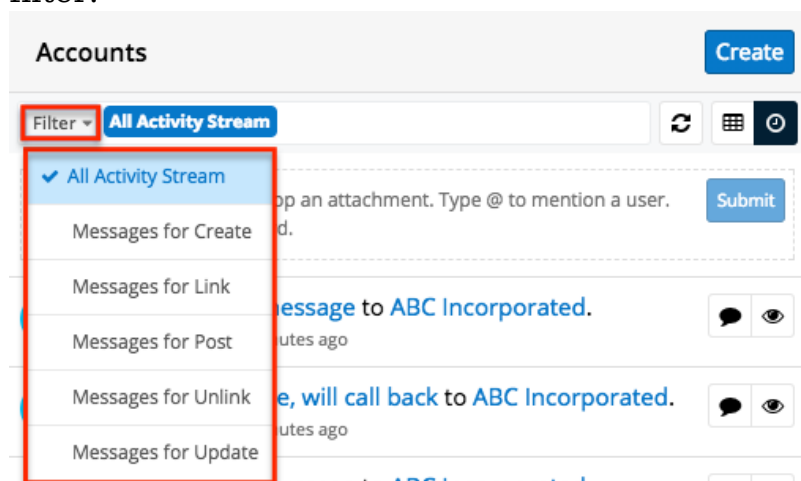 Accounts
Create
Filter
All Activity Stream
All Activity Stream
op an attachment. Type @ to mention a user.
Submit
Messages for Create
d.
Messages for Link
essage to ABC Incorporated.
Messages for Post
utes ago
Messages for Unlink
e, will call back to ABC Incorporated.
utes ago
Messages for Update